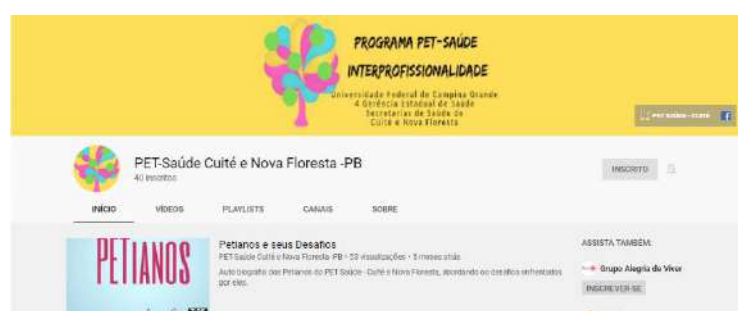 PROGRAMA PET-SAÚDE
INTERPROFISSIONALIDADE
Universidade Federal de Campina Grande
4 Gerência Estadual de Saúde
Secretarias de Saúde de
Cuité e Nova Floresta
PET Saúde - Cuité
PET-Saúde Cuité e Nova Floresta -PB
40 inscritos
INSCRITO
INÍCIO VÍDEOS PLAYLISTS CANAIS SOBRE
PETIANOS
Petianos e seus Desafios
PET-Saúde Cuité e Nova Floresta -PB • 53 visualizações • 5 meses atrás
Auto biografia dos Petianos do PET Saúde - Cuité e Nova Floresta, abordando os desafios enfrentados
por eles.
ASSISTA TAMBÉM:
Grupo Alegria de Viver
INSCREVER-SE